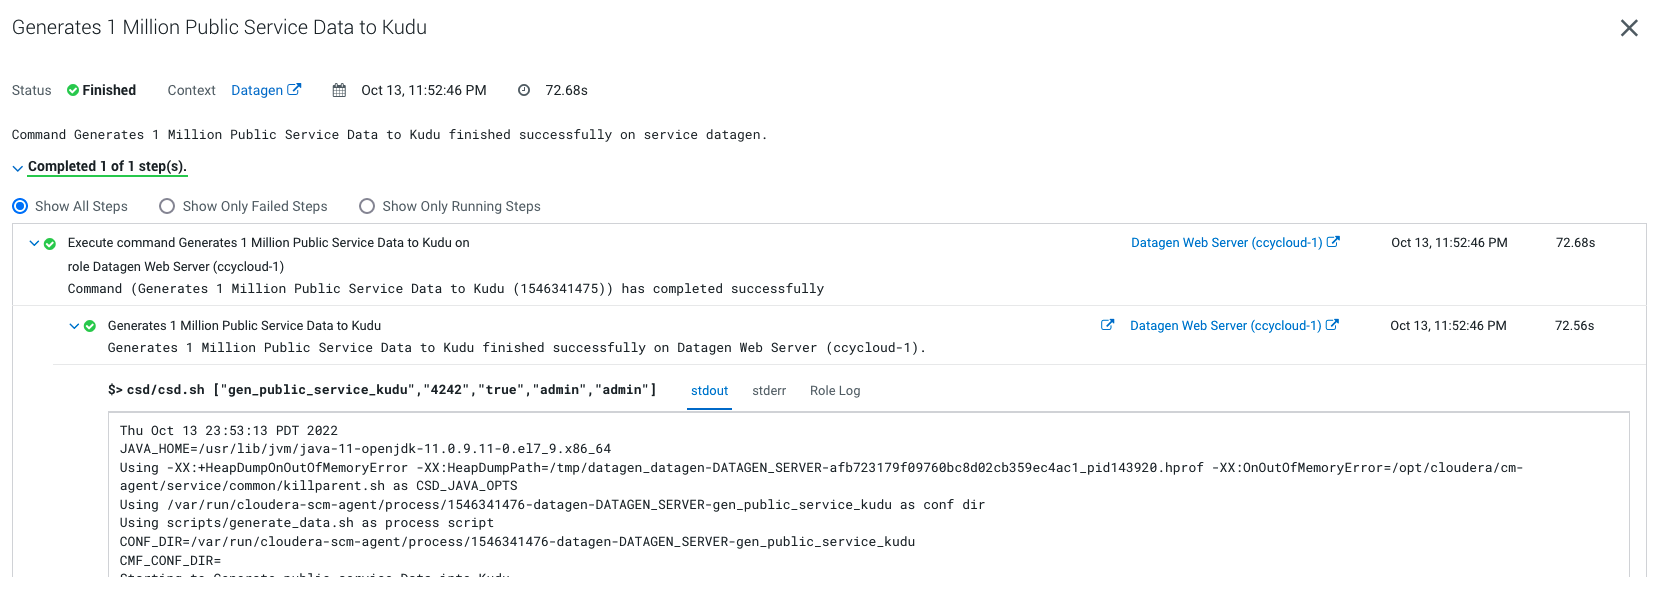 Generates 1 Million Public Service Data to Kudu
Status Finished Context Datagen Oct 13, 11:52:46 PM 72.68s
Command Generates 1 Million Public Service Data to Kudu finished successfully on service datagen.
Completed 1 of 1 step(s).
Show All Steps Show Only Failed Steps Show Only Running Steps
Execute command Generates 1 Million Public Service Data to Kudu on Datagen Web Server (ccycloud-1) Oct 13, 11:52:46 PM 72.68s
role Datagen Web Server (ccycloud-1)
Command (Generates 1 Million Public Service Data to Kudu (1546341475)) has completed successfully
Generates 1 Million Public Service Data to Kudu Datagen Web Server (ccycloud-1) Oct 13, 11:52:46 PM 72.56s
Generates 1 Million Public Service Data to Kudu finished successfully on Datagen Web Server (ccycloud-1).
$> csd/csd.sh ["gen_public_service_kudu","4242","true","admin","admin"] stdout stderr Role Log
Thu Oct 13 23:53:13 PDT 2022
JAVA_HOME=/usr/lib/jvm/java-11-openjdk-11.0.9.11-0.el7_9.x86_64
Using -XX:+HeapDumpOnOutOfMemoryError -XX:HeapDumpPath=/tmp/datagen_datagen-DATAGEN_SERVER-afb723179f09760bc8d02cb359ec4ac1_pid143920.hprof -XX:OnOutOfMemoryError=/opt/cloudera/cm-
agent/service/common/killparent.sh as CSD_JAVA_OPTS
Using /var/run/cloudera-scm-agent/process/1546341476-datagen-DATAGEN_SERVER-gen_public_service_kudu as conf dir
Using scripts/generate_data.sh as process script
CONF_DIR=/var/run/cloudera-scm-agent/process/1546341476-datagen-DATAGEN_SERVER-gen_public_service_kudu
CMF_CONF_DIR=
Starting to Generate public service Data into Kudu